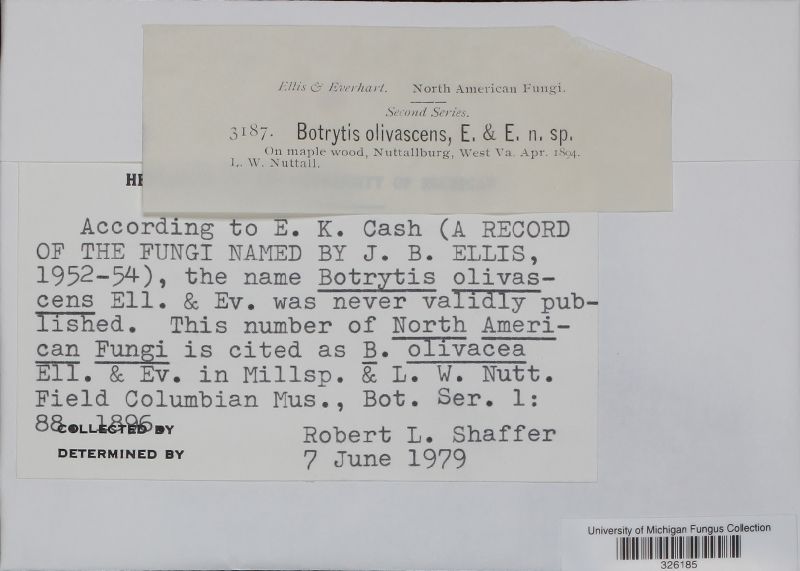 Ellis & Everhart. North American Fungi.
Second Series.
3187. Botrytis olivascens, E. & E. n. sp.
On maple wood, Nuttallburg, West Va. Apr. 1894.
L. W. Nuttall.
According to E. K. Cash (A RECORD
OF THE FUNGI NAMED BY J. B. ELLIS,
1952-54), the name Botrytis olivas-
cens Ell. & Ev. was never validly pub-
lished. This number of North Ameri-
can Fungi is cited as B. olivacea
Ell. & Ev. in Millsp. & L. W. Nutt.
Field Columbian Mus., Bot. Ser. 1:
88. 1896.
COLLECTED BY
DETERMINED BY
Robert L. Shaffer
7 June 1979
University of Michigan Fungus Collection
326185